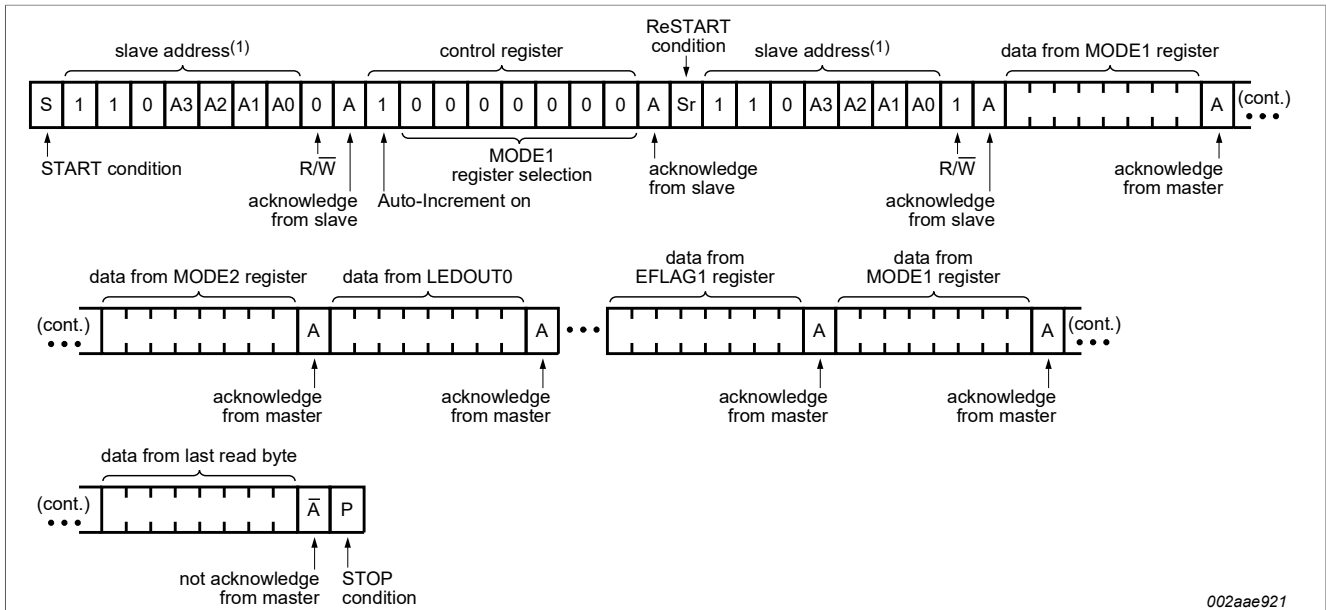 slave address(1)
control register
ReSTART
condition
slave address(1)
data from MODE1 register
S 1 1 0 A3 A2 A1 A0 0 A 1 0 0 0 0 0 0 0 A Sr 1 1 0 A3 A2 A1 A0 1 A A (cont.)
START condition
R/W̅
acknowledge
from slave
Auto-Increment on
MODE1
register selection
acknowledge
from slave
R/W̅
acknowledge
from slave
acknowledge
from master
data from MODE2 register
data from LEDOUT0
data from
EFLAG1 register
data from
MODE1 register
(cont.) A A A A (cont.)
acknowledge
from master
acknowledge
from master
acknowledge
from master
acknowledge
from master
data from last read byte
(cont.) A̅ P
not acknowledge
from master
STOP
condition
002aae921